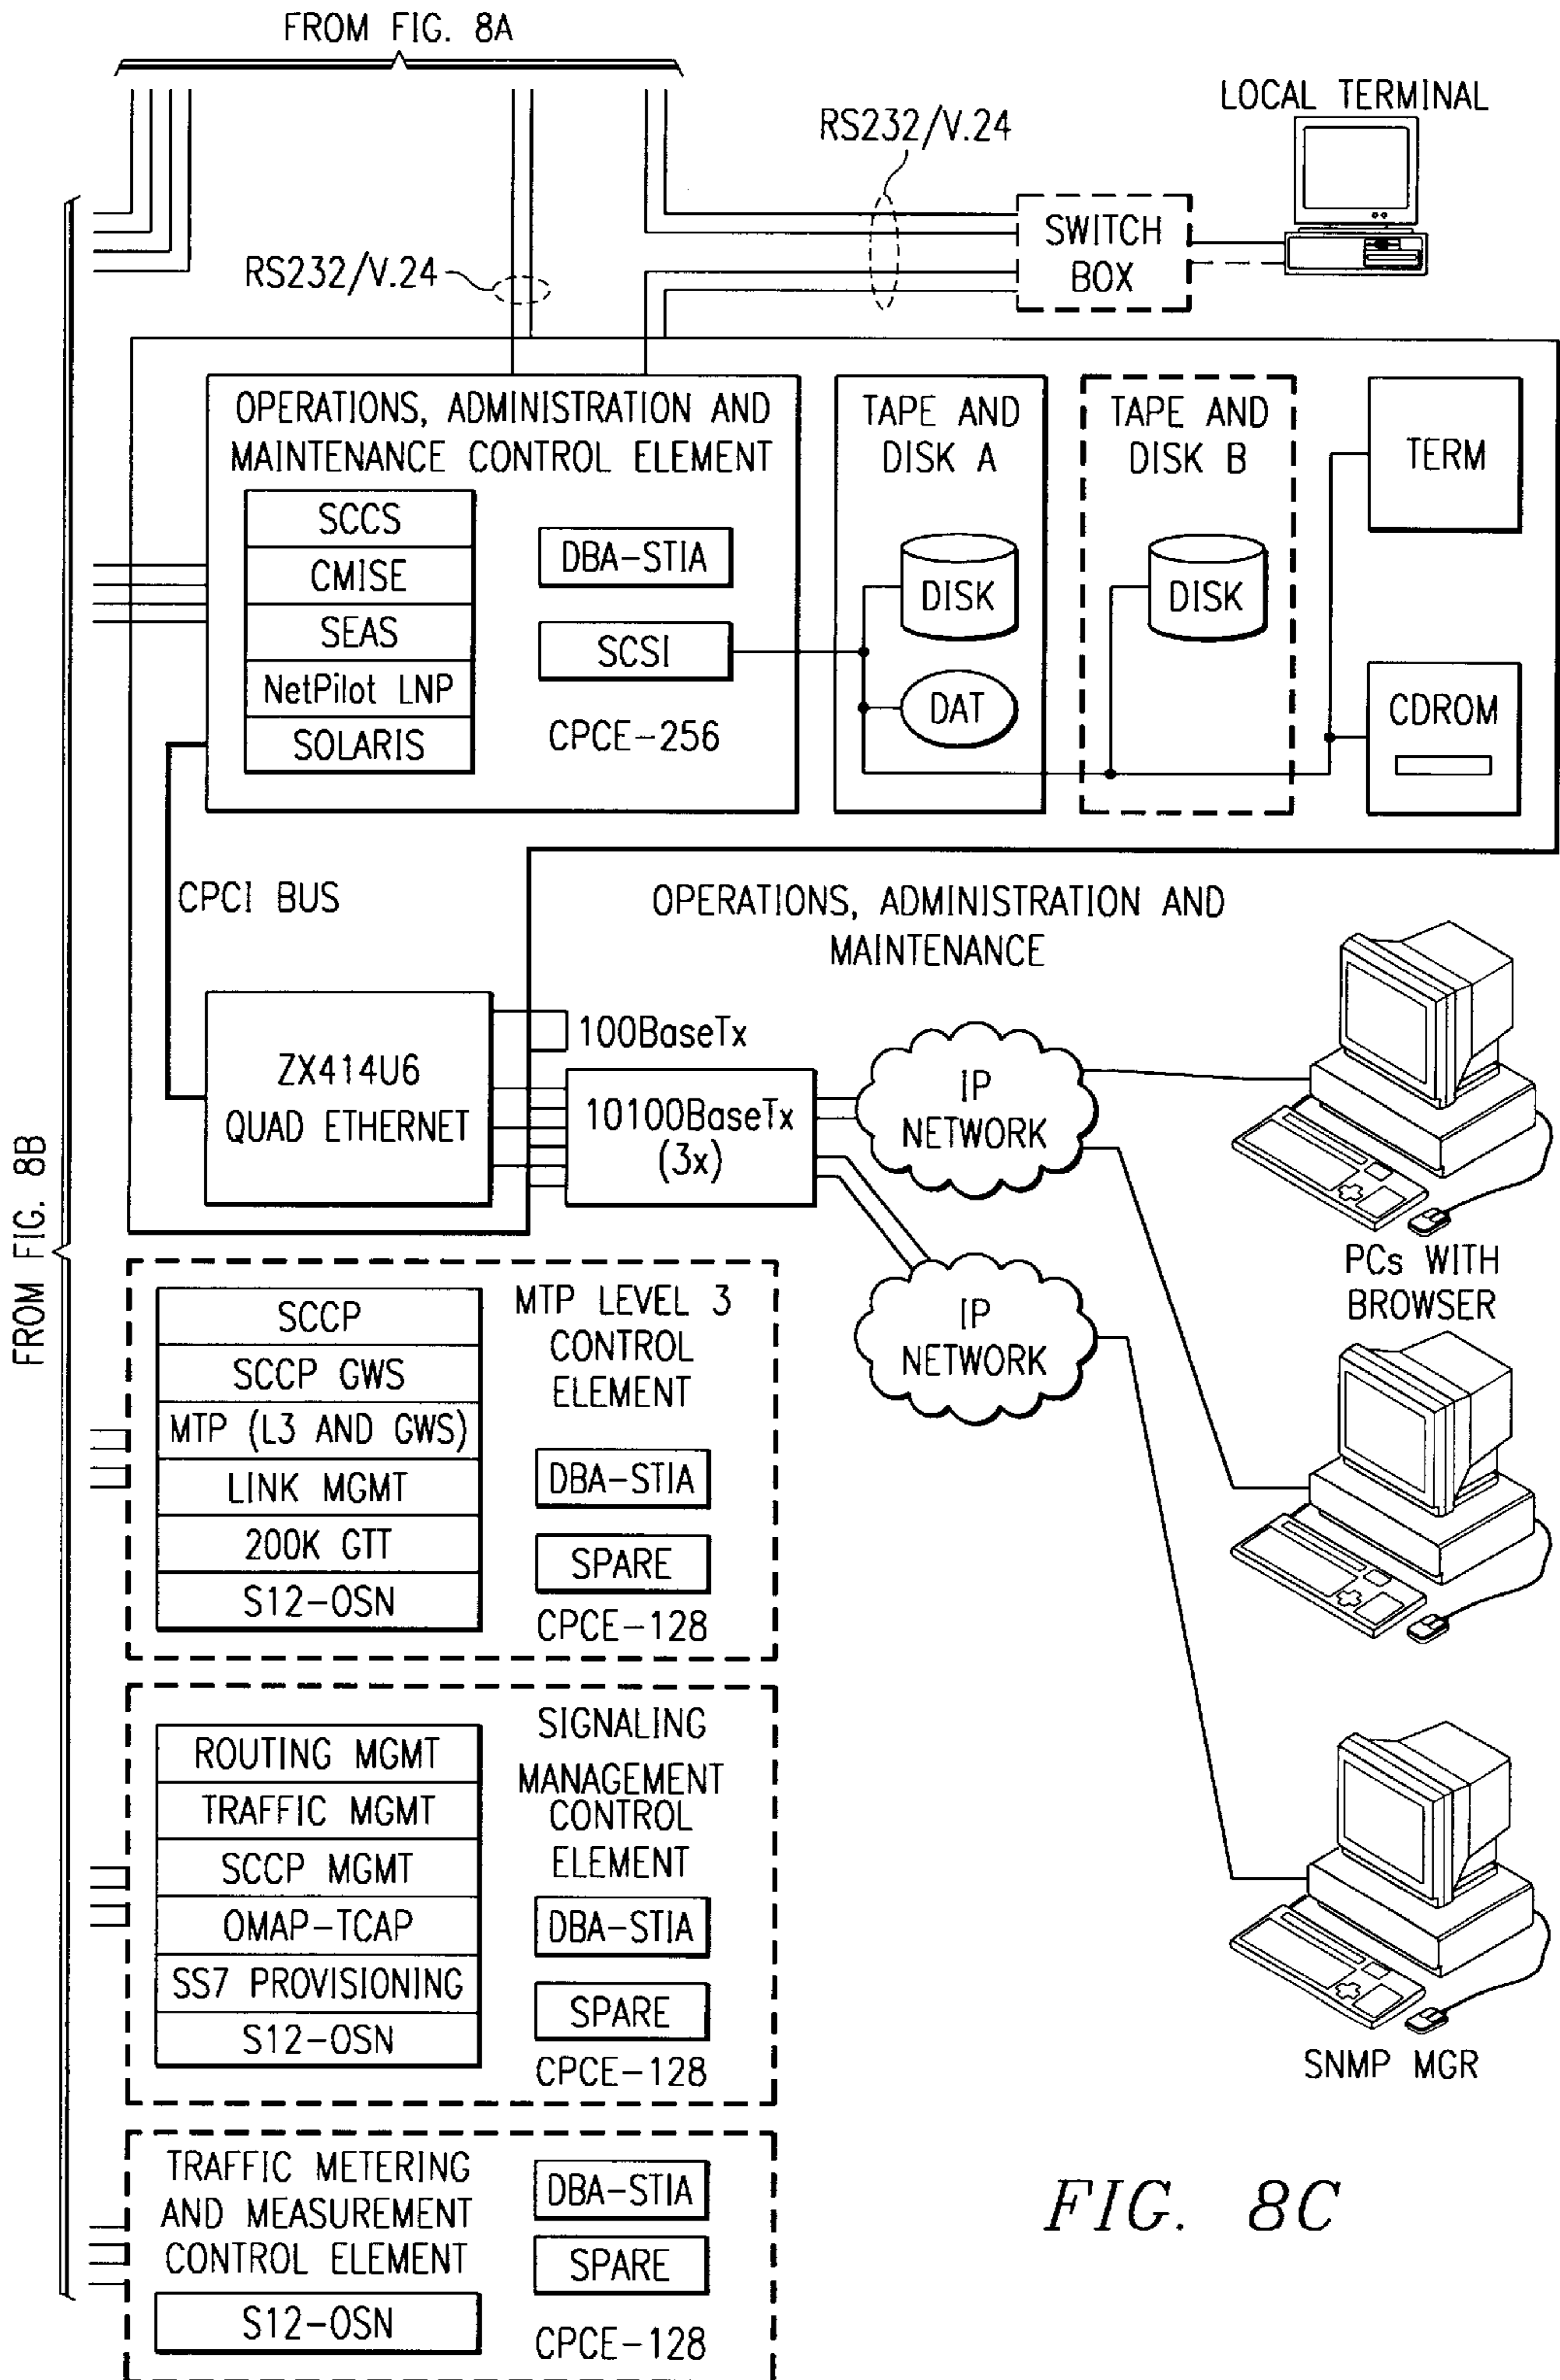 FROM FIG. 8A
LOCAL TERMINAL
RS232/V.24
SWITCH
BOX
RS232/V.24
OPERATIONS, ADMINISTRATION AND
MAINTENANCE CONTROL ELEMENT
SCCS
CMISE
SEAS
NetPilot LNP
SOLARIS
DBA-STIA
SCSI
CPCE-256
TAPE AND
DISK A
DISK
DAT
TAPE AND
DISK B
DISK
TERM
CDROM
CPCI BUS
OPERATIONS, ADMINISTRATION AND
MAINTENANCE
ZX414U6
QUAD ETHERNET
100BaseTx
10100BaseTx
(3x)
IP
NETWORK
IP
NETWORK
PCs WITH
BROWSER
SNMP MGR
FROM FIG. 8B
SCCP
SCCP GWS
MTP (L3 AND GWS)
LINK MGMT
200K GTT
S12-OSN
MTP LEVEL 3
CONTROL
ELEMENT
DBA-STIA
SPARE
CPCE-128
ROUTING MGMT
TRAFFIC MGMT
SCCP MGMT
OMAP-TCAP
SS7 PROVISIONING
S12-OSN
SIGNALING
MANAGEMENT
CONTROL
ELEMENT
DBA-STIA
SPARE
CPCE-128
TRAFFIC METERING
AND MEASUREMENT
CONTROL ELEMENT
S12-OSN
DBA-STIA
SPARE
CPCE-128
FIG. 8C